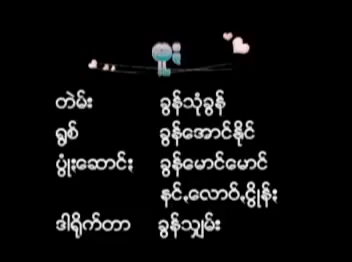 တဲမ်း ခွန်သုံခွန်
ရွစ် ခွန်အောင်နိုင်
ပွုံႏဆောင်ႏ ခွန်မောင်မောင်
နင်ႏလောဝ်ႏငွိုန်ႏ
ဒါရိုက်တာ ခွန်သျှမ်း